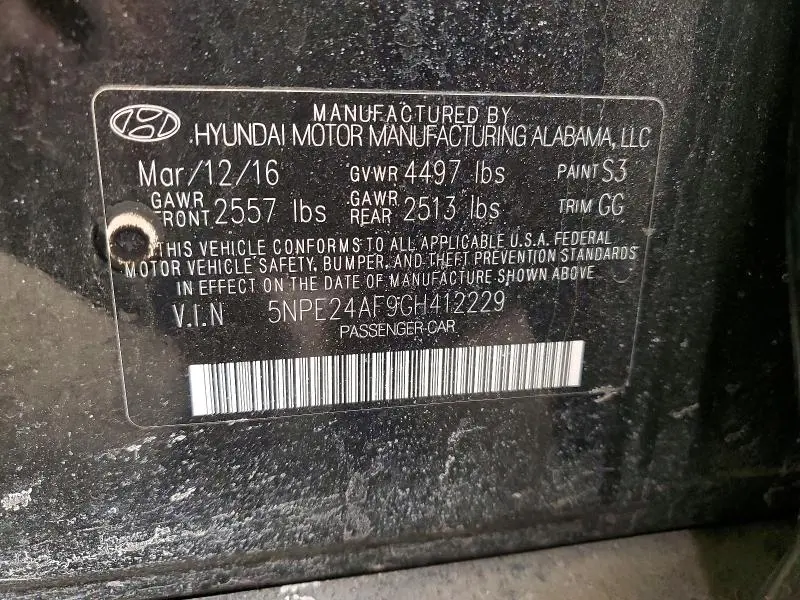 MANUFACTURED BY
HYUNDAI MOTOR MANUFACTURING ALABAMA, LLC
Mar/12/16 GVWR 4497 lbs PAINT S3
GAWR FRONT 2557 lbs GAWR REAR 2513 lbs TRIM GG
THIS VEHICLE CONFORMS TO ALL APPLICABLE U.S.A. FEDERAL
MOTOR VEHICLE SAFETY, BUMPER, AND THEFT PREVENTION STANDARDS
IN EFFECT ON THE DATE OF MANUFACTURE SHOWN ABOVE
V.I.N 5NPE24AF9GH412229
PASSENGER CAR